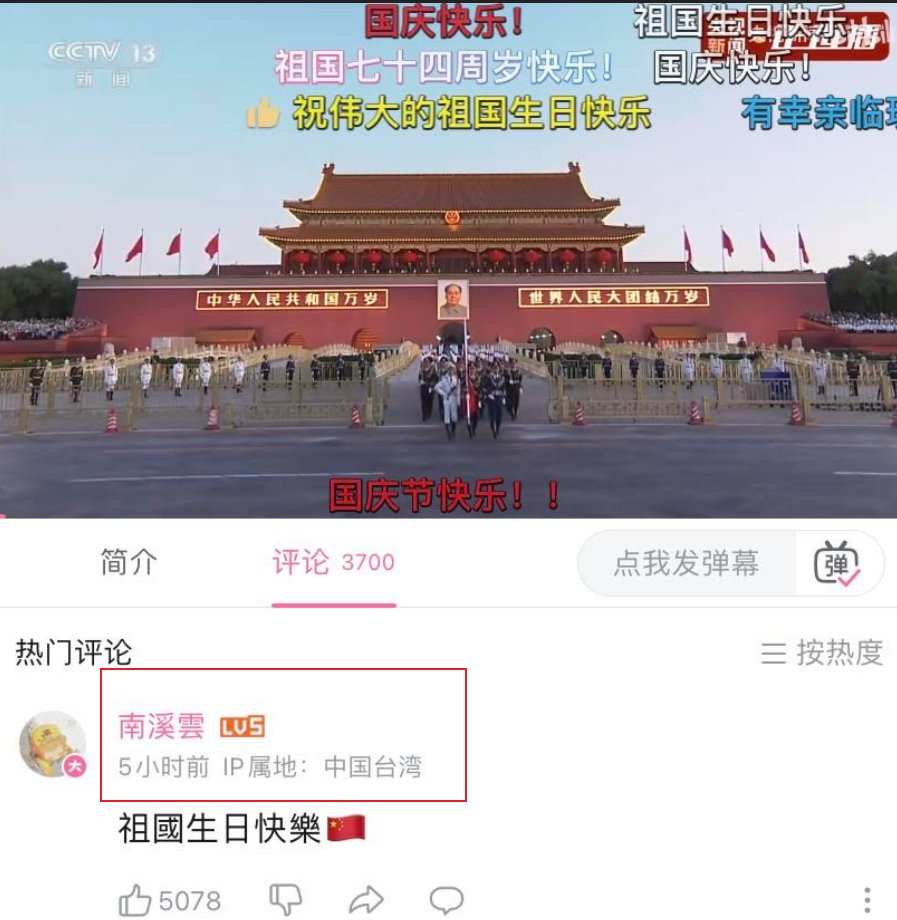 国庆快乐！
祖国生日快乐
CCTV 13
新闻
祖国七十四周岁快乐！
国庆快乐！
祝伟大的祖国生日快乐
有幸亲临
中华人民共和国万岁
世界人民大团结万岁
国庆节快乐！！
简介
评论 3700
点我发弹幕
弹
热门评论
按热度
南溪雲 LV5
5小时前 IP属地：中国台湾
大
祖國生日快樂🇨🇳
5078